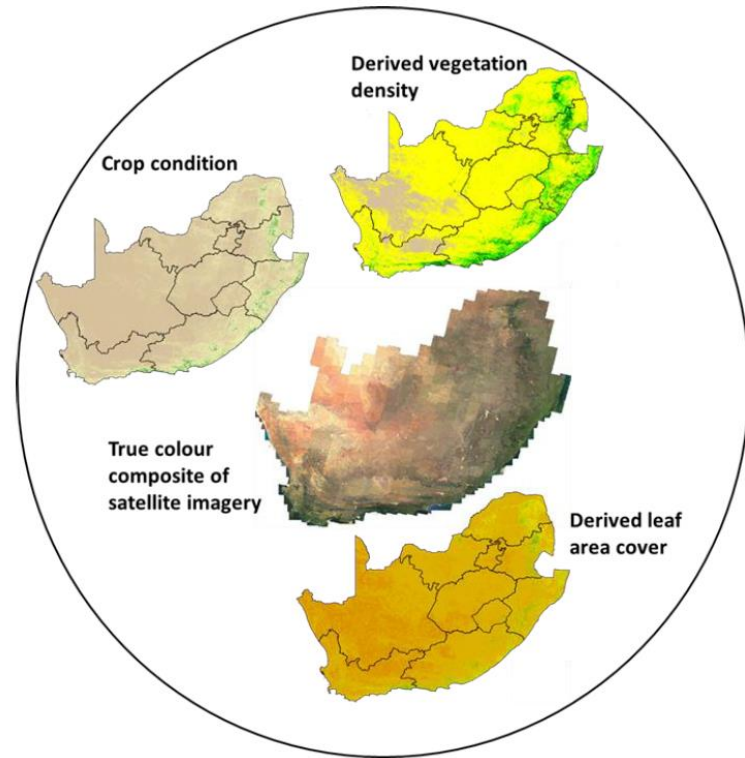 Derived vegetation
density
Crop condition
True colour
composite of
satellite imagery
Derived leaf
area cover